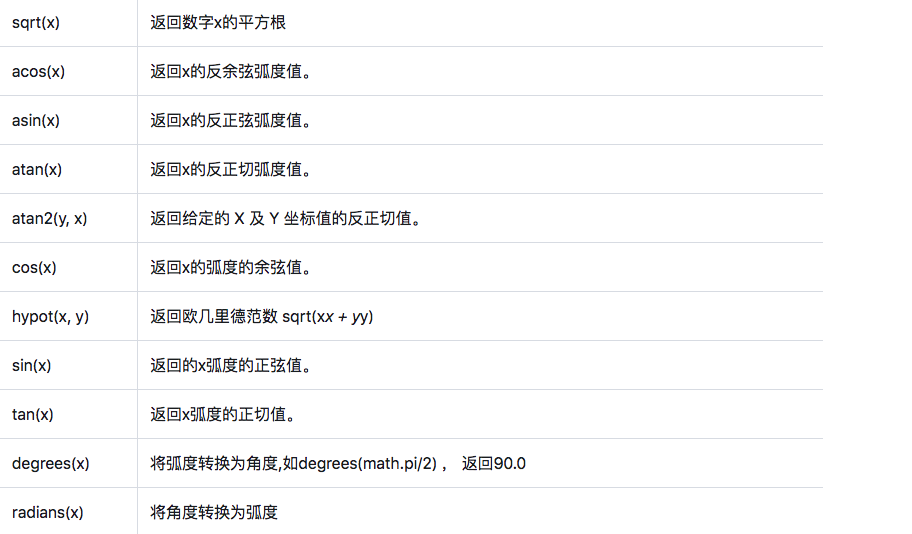 sqrt(x) 返回数字x的平方根
acos(x) 返回x的反余弦弧度值。
asin(x) 返回x的反正弦弧度值。
atan(x) 返回x的反正切弧度值。
atan2(y, x) 返回给定的 X 及 Y 坐标值的反正切值。
cos(x) 返回x的弧度的余弦值。
hypot(x, y) 返回欧几里德范数 sqrt(xx + yy)
sin(x) 返回的x弧度的正弦值。
tan(x) 返回x弧度的正切值。
degrees(x) 将弧度转换为角度,如degrees(math.pi/2) ， 返回90.0
radians(x) 将角度转换为弧度